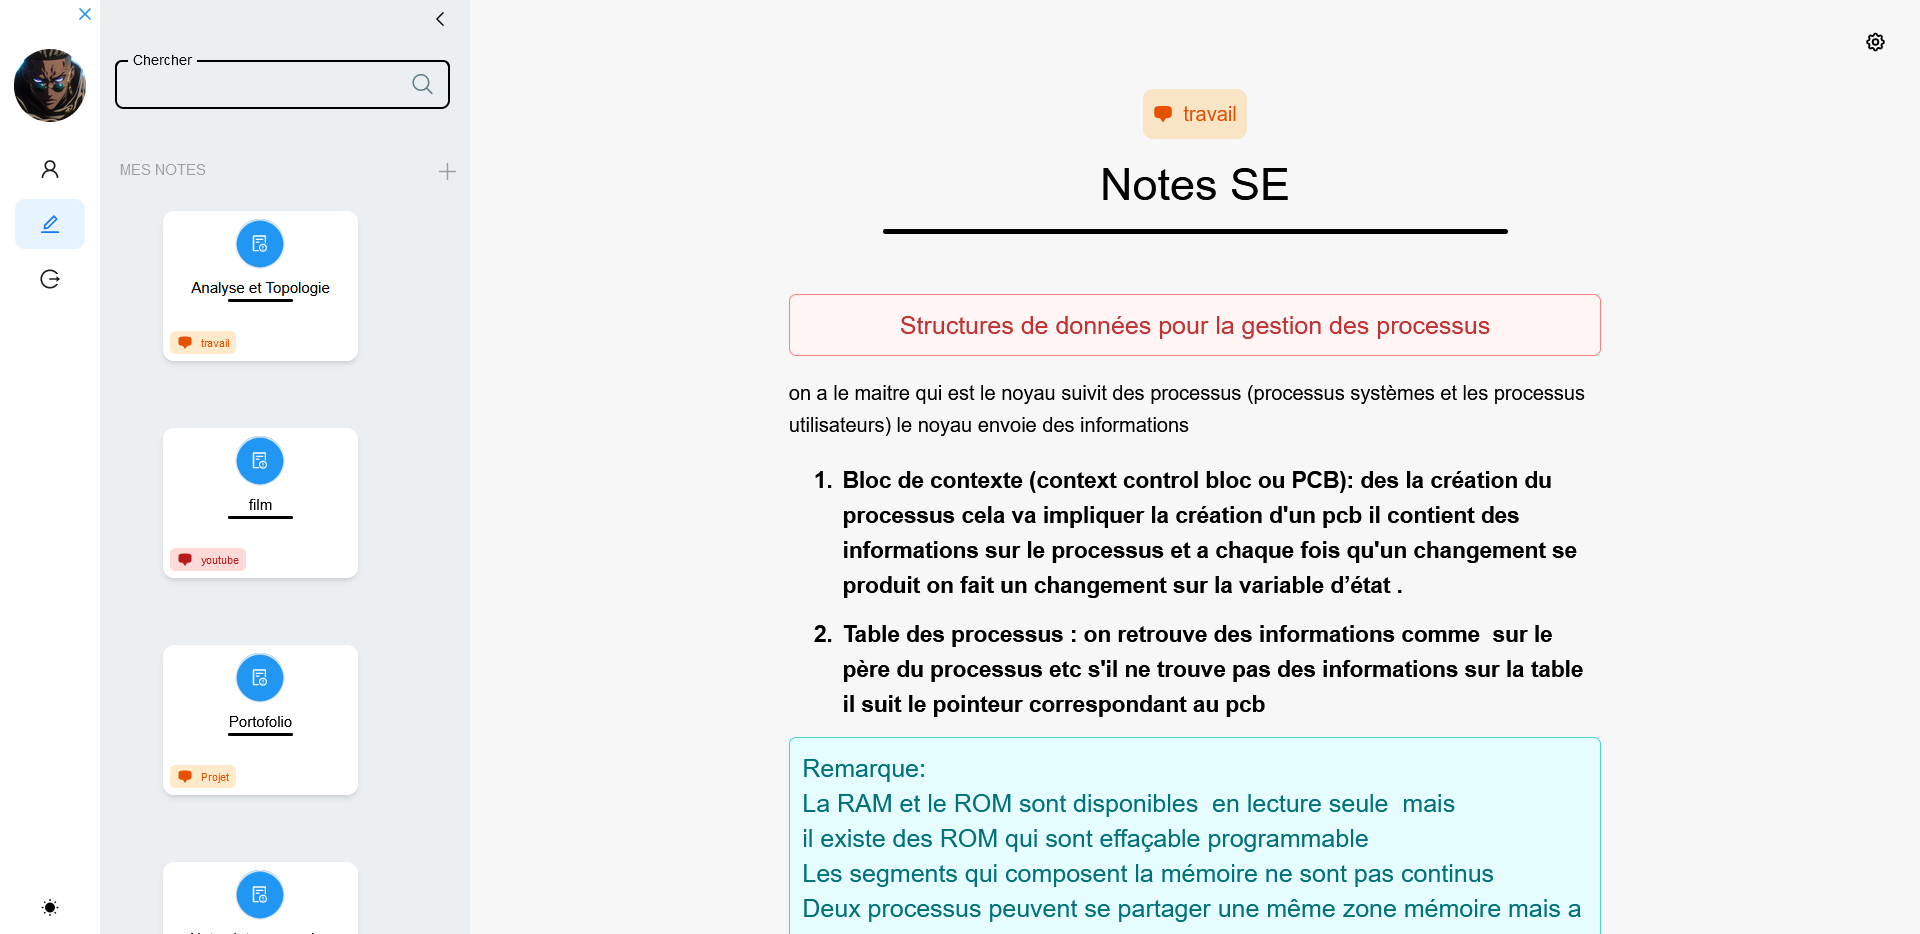 Chercher
MES NOTES
Analyse et Topologie
travail
film
youtube
Portofolio
Projet
travail
Notes SE
Structures de données pour la gestion des processus
on a le maitre qui est le noyau suivit des processus (processus systèmes et les processus
utilisateurs) le noyau envoie des informations
1. Bloc de contexte (context control bloc ou PCB): des la création du
processus cela va impliquer la création d'un pcb il contient des
informations sur le processus et a chaque fois qu'un changement se
produit on fait un changement sur la variable d’état .
2. Table des processus : on retrouve des informations comme  sur le
père du processus etc s'il ne trouve pas des informations sur la table
il suit le pointeur correspondant au pcb
Remarque:
La RAM et le ROM sont disponibles  en lecture seule  mais
il existe des ROM qui sont effaçable programmable
Les segments qui composent la mémoire ne sont pas continus
Deux processus peuvent se partager une même zone mémoire mais a